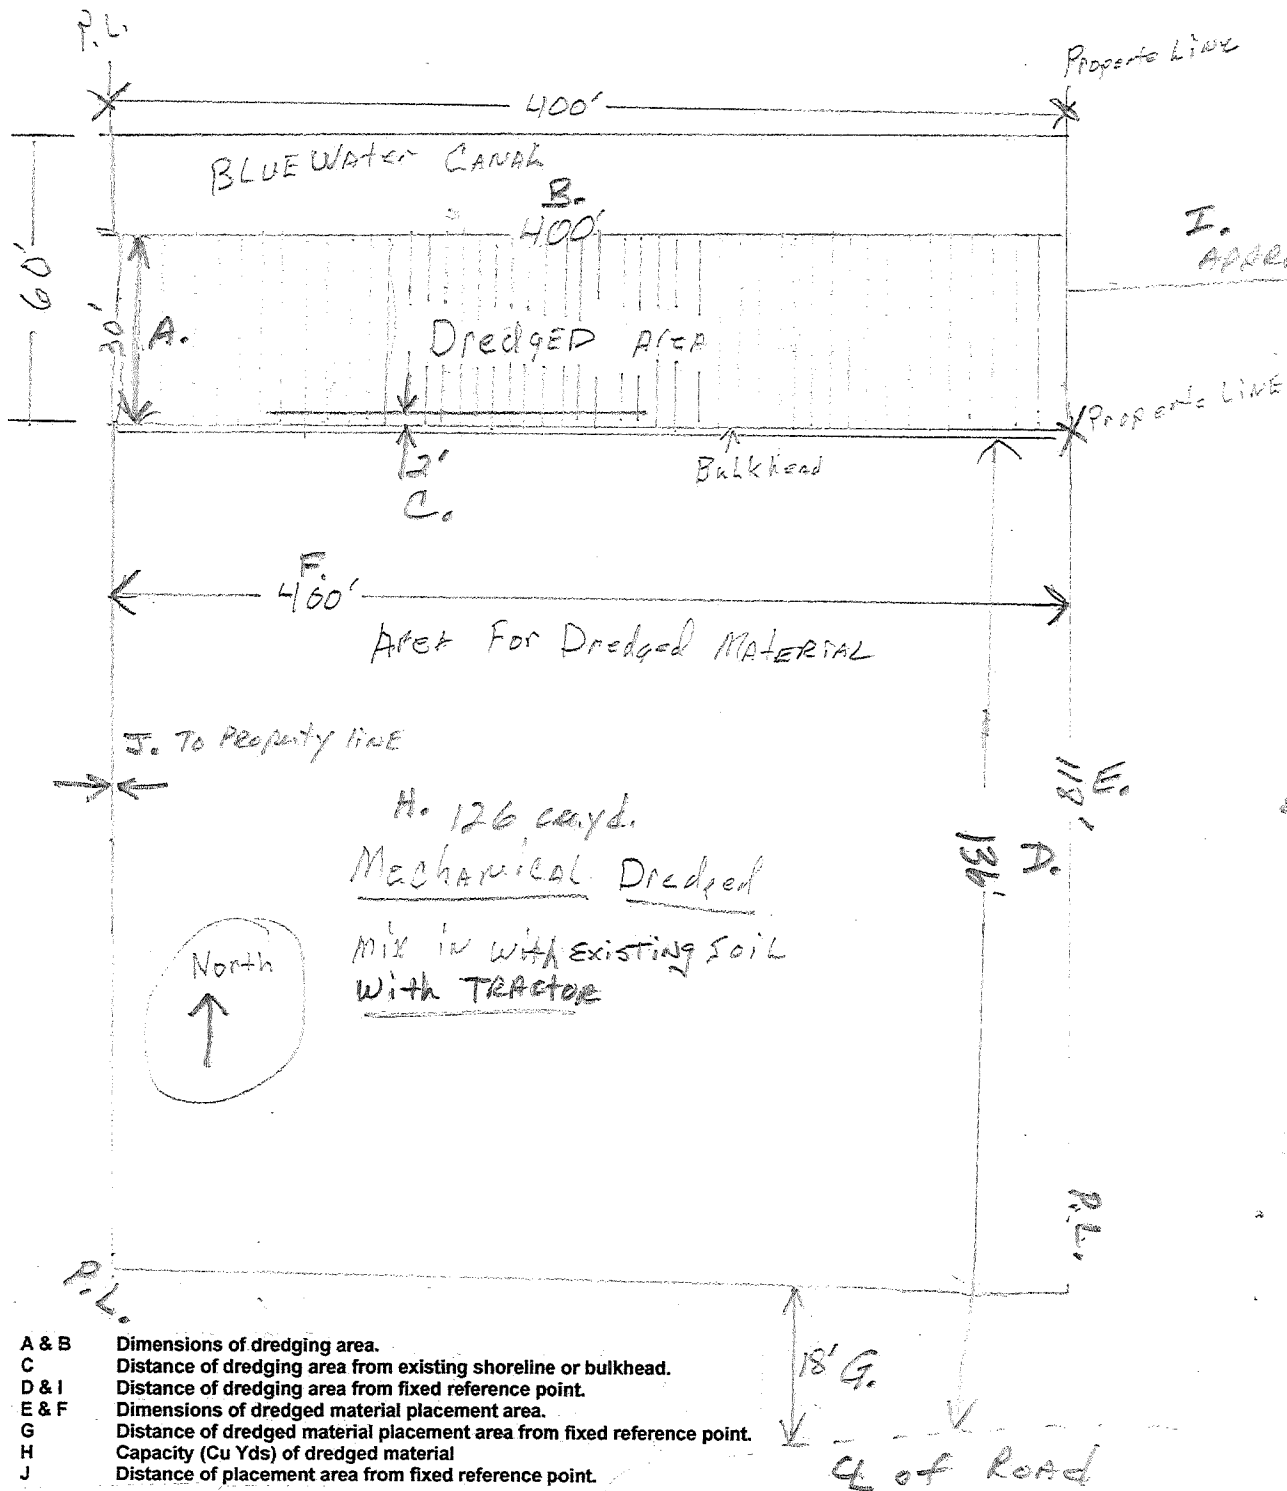 P.L.
Property Line
400'
BLUE WAter CANAL
B.
400'
60'
I.
30'
A.
DredgED AreA
Property LINE
2'
C.
Bulkhead
F.
400'
Area For Dredged MATERIAL
J. To Property LINE
118'
E.
H. 126 cu.yd.
136'
D.
MEChANICAL Dredged
North
Mix in with Existing Soil
With TRActor
P.L.
P.L.
18' G.
A & B Dimensions of dredging area.
C Distance of dredging area from existing shoreline or bulkhead.
D & I Distance of dredging area from fixed reference point.
E & F Dimensions of dredged material placement area.
G Distance of dredged material placement area from fixed reference point.
H Capacity (Cu Yds) of dredged material
J Distance of placement area from fixed reference point.
℄ of Road